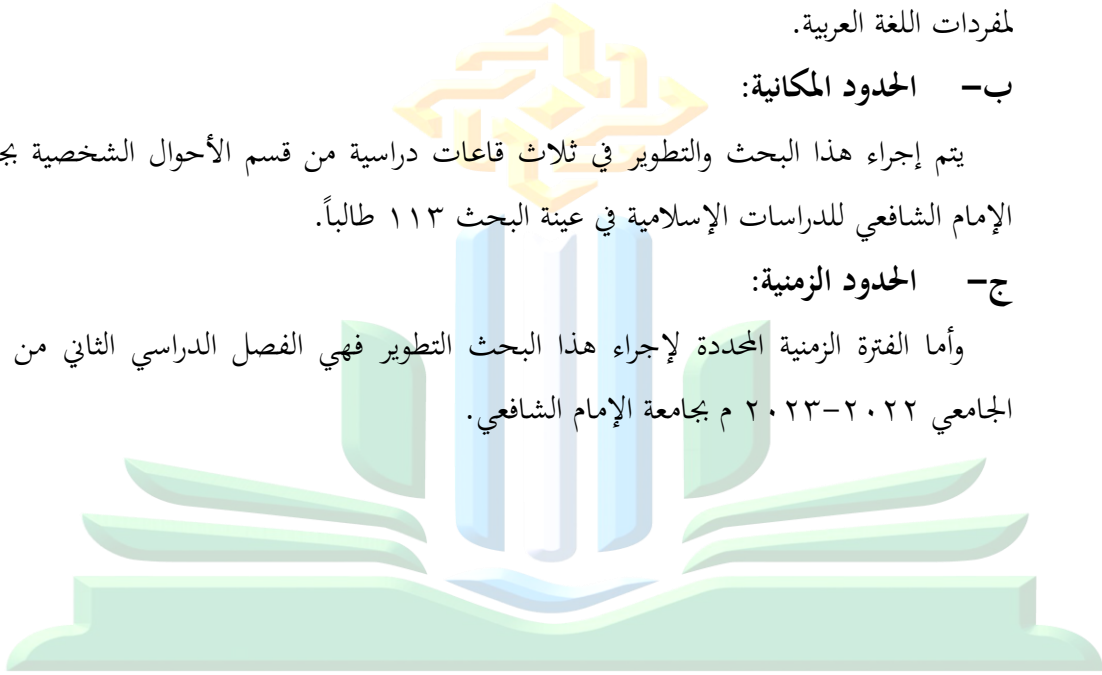 لمفردات اللغة العربية.
ب– الحدود المكانية:
يتم إجراء هذا البحث والتطوير في ثلاث قاعات دراسية من قسم الأحوال الشخصية
الإمام الشافعي للدراسات الإسلامية في عينة البحث ١١٣ طالباً.
ج– الحدود الزمنية:
وأما الفترة الزمنية المحددة لإجراء هذا البحث التطوير فهي الفصل الدراسي الثاني من
الجامعي ٢٠٢٢–٢٠٢٣ م بجامعة الإمام الشافعي.